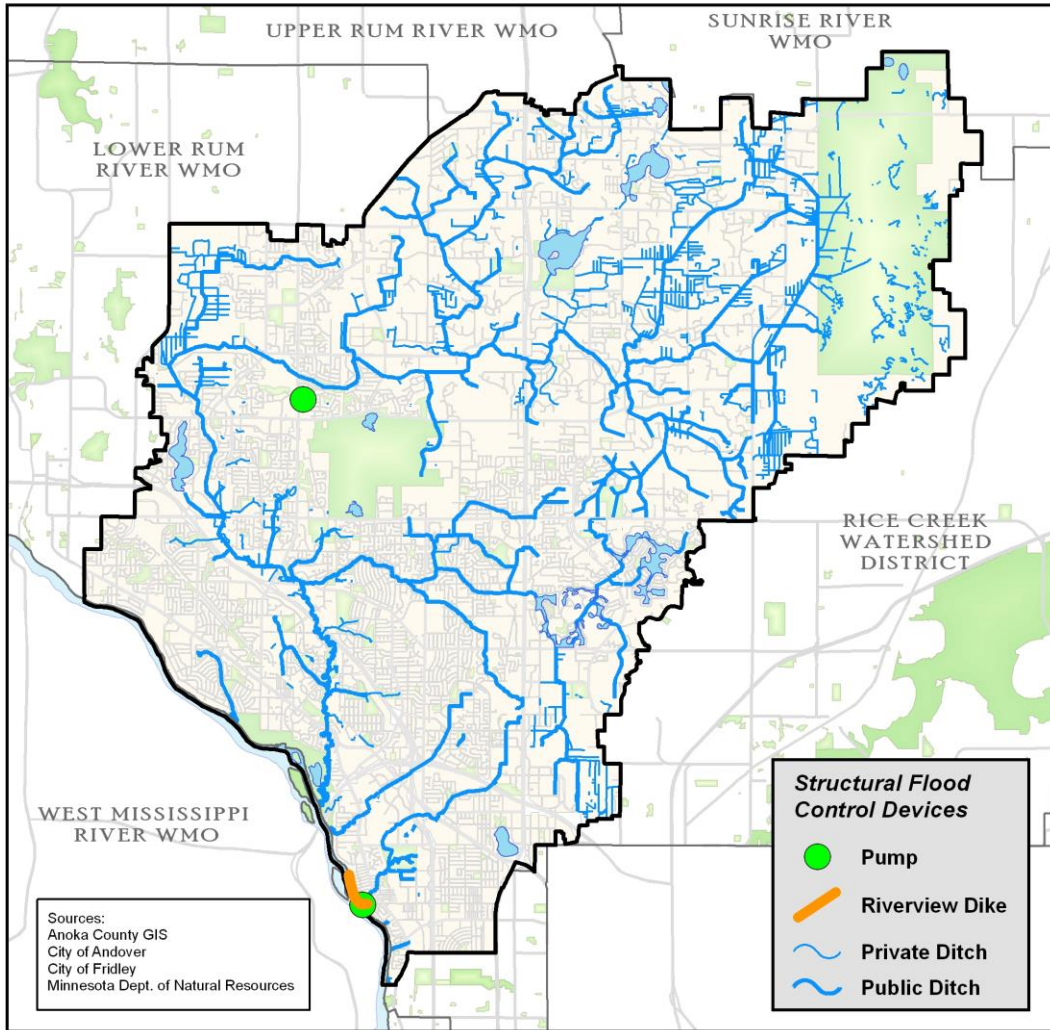 UPPER RUM RIVER WMO
SUNRISE RIVER
WMO
LOWER RUM
RIVER WMO
RICE CREEK
WATERSHED
DISTRICT
WEST MISSISSIPPI
RIVER WMO
Sources:
Anoka County GIS
City of Andover
City of Fridley
Minnesota Dept. of Natural Resources
Structural Flood
Control Devices
Pump
Riverview Dike
Private Ditch
Public Ditch